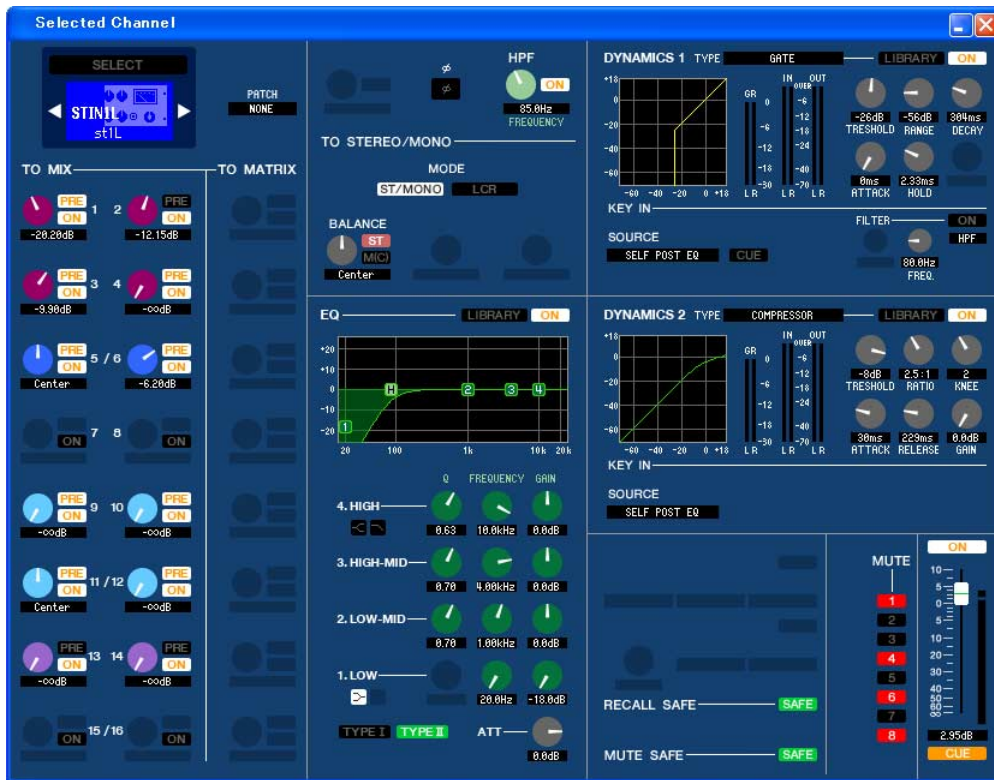 Selected Channel
SELECT
STIN1L
st1L
PATCH
NONE
TO MIX
TO MATRIX
PRE
ON
1 2
PRE
ON
-20.20dB
-12.15dB
PRE
ON
3 4
PRE
ON
-9.90dB
-∞dB
PRE
ON
5 / 6
PRE
ON
Center
-6.20dB
ON
7 8
ON
PRE
ON
9 10
PRE
ON
-∞dB
-∞dB
PRE
ON
11 / 12
PRE
ON
Center
-∞dB
PRE
ON
13 14
PRE
ON
-∞dB
-∞dB
ON
15 / 16
ON
ø
ø
HPF
ON
85.0Hz
FREQUENCY
TO STEREO/MONO
MODE
ST/MONO LCR
BALANCE
ST
M(C)
Center
EQ LIBRARY ON
+20
+10
0
-10
-20
H 2 3 4
1
20 100 1k 10k 20k
Q FREQUENCY GAIN
4. HIGH
0.63 10.0kHz 0.0dB
3. HIGH-MID
0.70 4.00kHz 0.0dB
2. LOW-MID
0.70 1.00kHz 0.0dB
1. LOW
20.0Hz -18.0dB
TYPE I TYPE II ATT
0.0dB
DYNAMICS 1 TYPE GATE LIBRARY ON
+18
0
-20
-40
-60
-60 -40 -20 0 +18
GR
0
-6
-12
-18
-30
L R
IN OUT
OVER
-6
-12
-18
-24
-40
-70
L R L R
-26dB -56dB 304ms
TRESHOLD RANGE DECAY
0ms 2.33ms
ATTACK HOLD
KEY IN
SOURCE
SELF POST EQ CUE
FILTER ON
HPF
80.0Hz
FREQ.
DYNAMICS 2 TYPE COMPRESSOR LIBRARY ON
+18
0
-20
-40
-60
-60 -40 -20 0 +18
GR
0
-6
-12
-18
-30
L R
IN OUT
OVER
-6
-12
-18
-24
-40
-70
L R L R
-8dB 2.5:1 2
TRESHOLD RATIO KNEE
30ms 229ms 0.0dB
ATTACK RELEASE GAIN
KEY IN
SOURCE
SELF POST EQ
RECALL SAFE SAFE
MUTE SAFE SAFE
MUTE
1
2
3
4
5
6
7
8
ON
10
5
0
5
10
20
30
40
50
60
∞
2.95dB
CUE